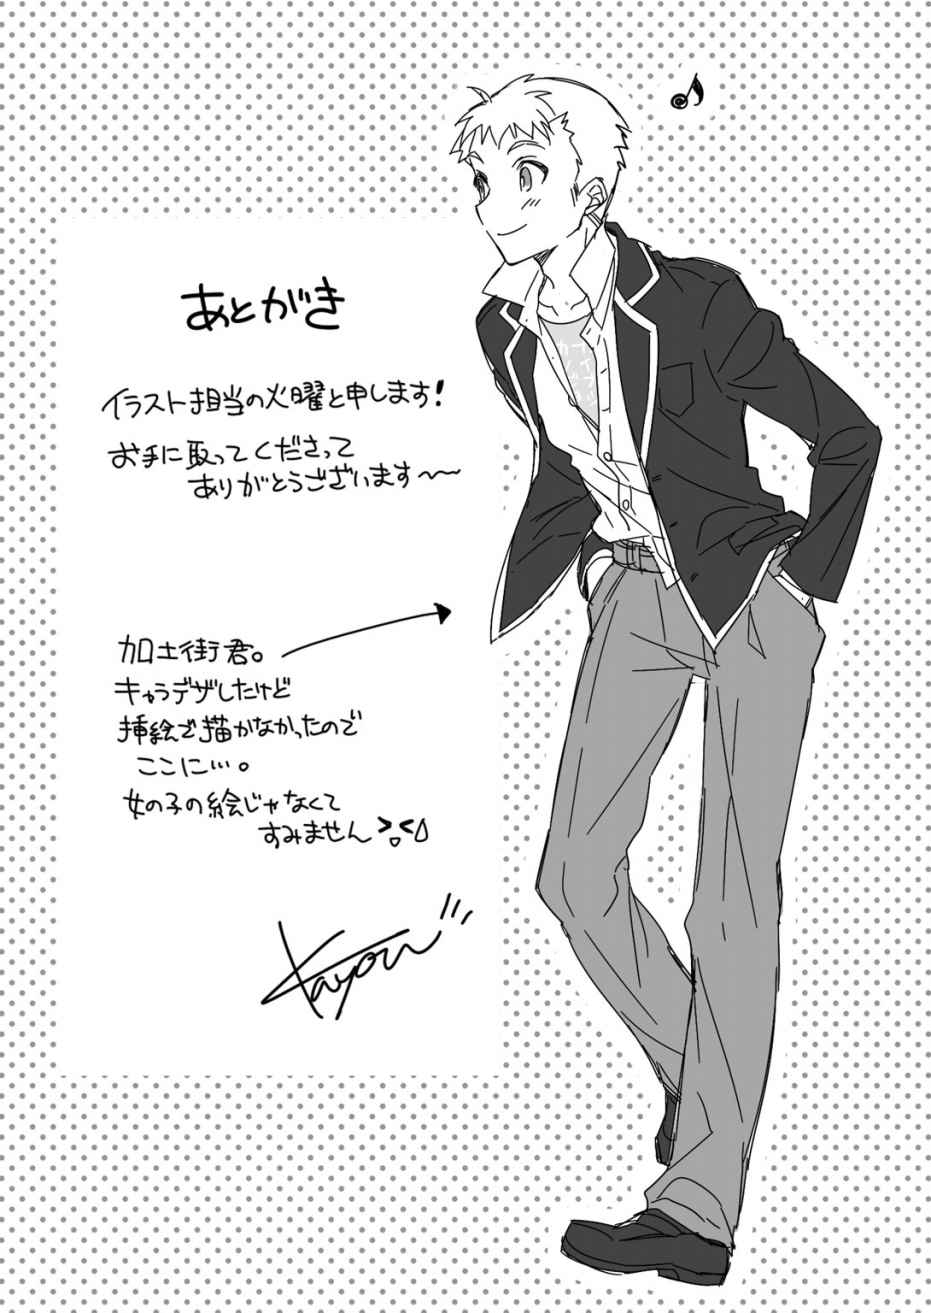 あとがき
イラスト担当の火曜と申します!
お手に取ってくださって
ありがとうございます〜
加土街君。
キャラデザしたけど
挿絵で描かなかったので
ここに…。
女の子の絵じゃなくて
すみません
Kayou